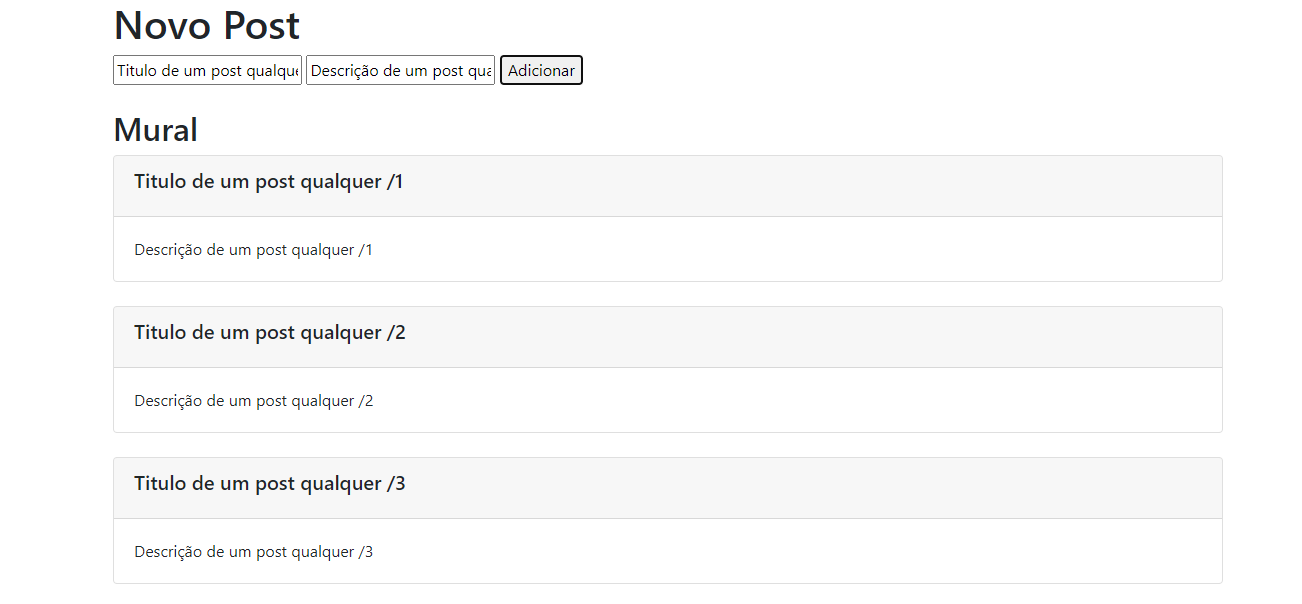 Novo Post
Titulo de um post qualque Descrição de um post qua Adicionar
Mural
Titulo de um post qualquer /1
Descrição de um post qualquer /1
Titulo de um post qualquer /2
Descrição de um post qualquer /2
Titulo de um post qualquer /3
Descrição de um post qualquer /3